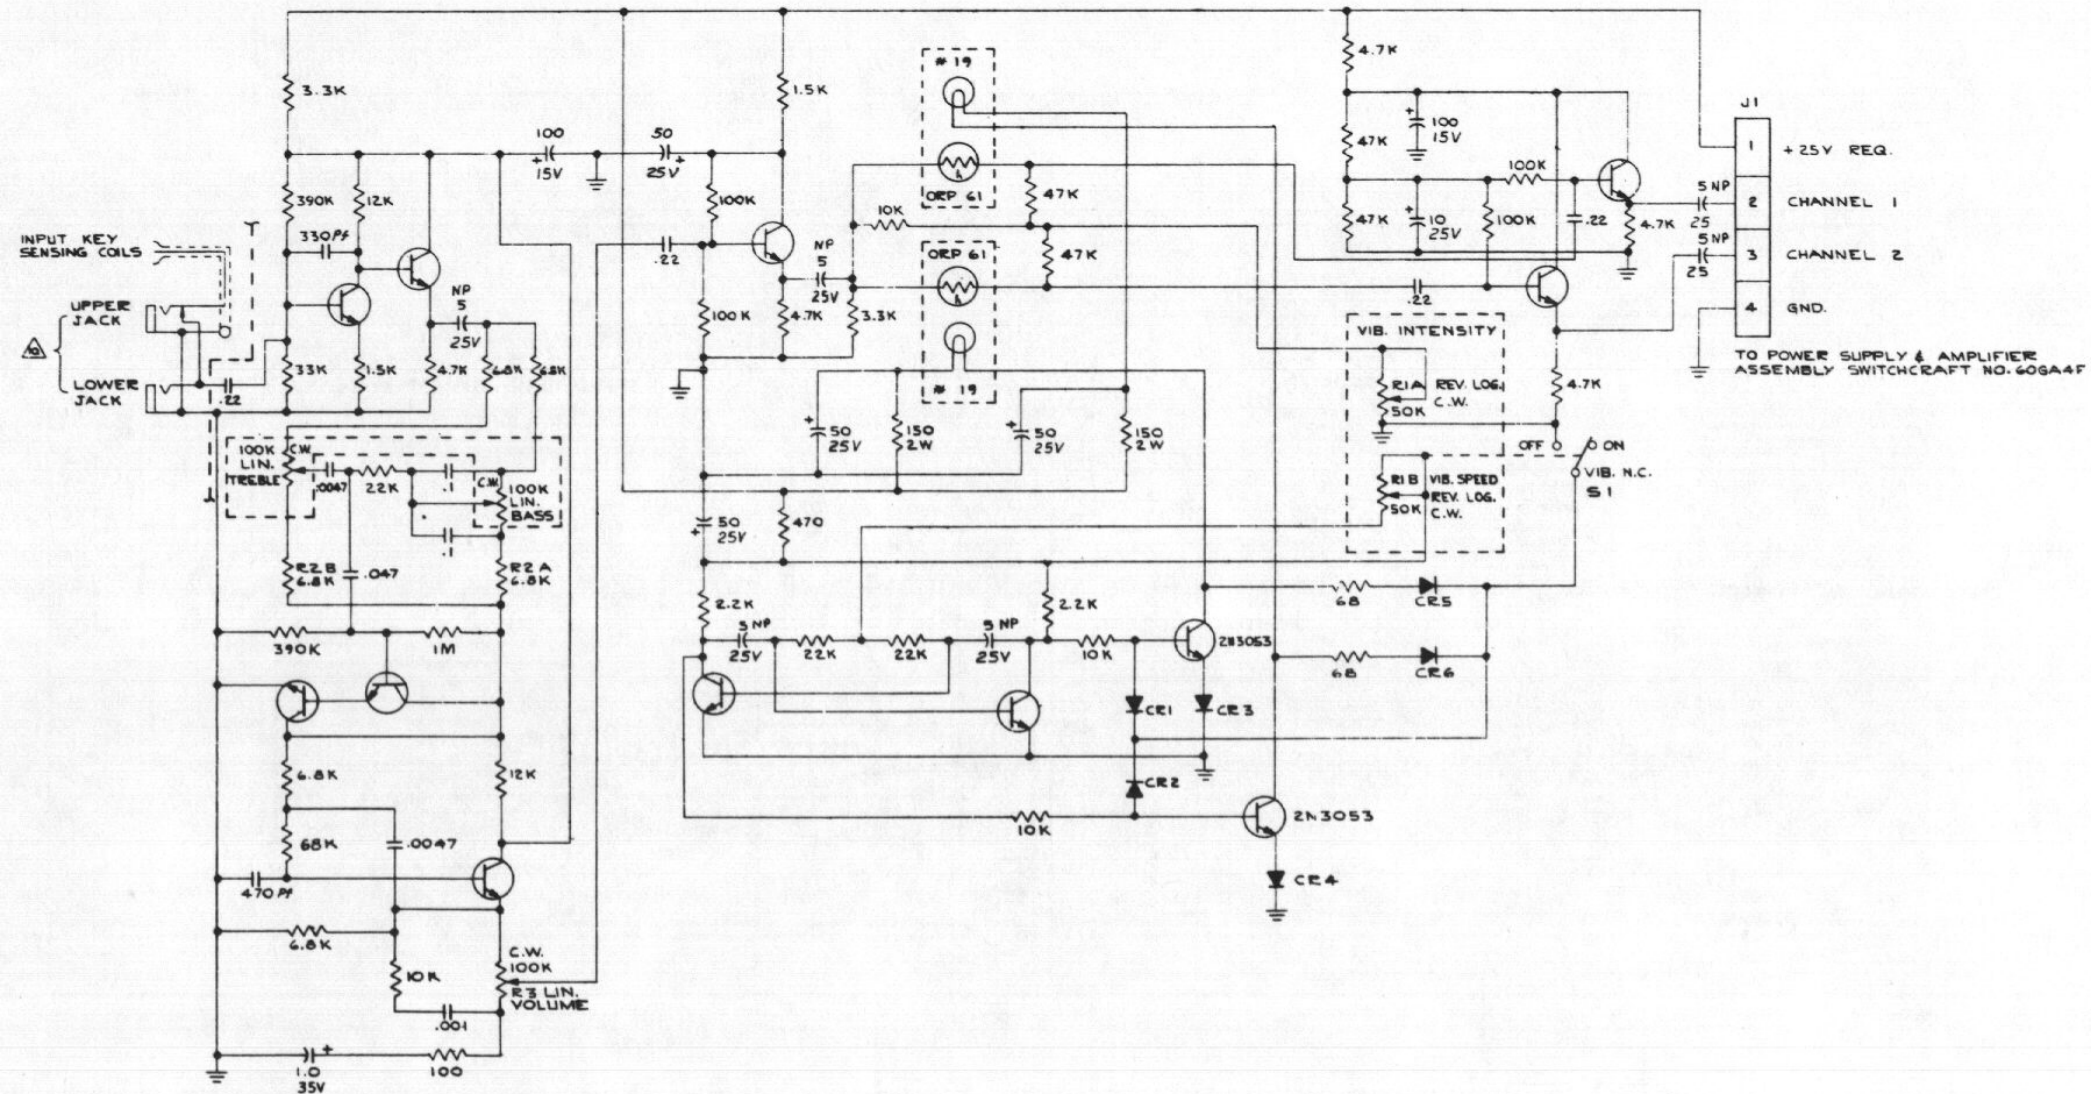 3.3K
390K
12K
330Pf
INPUT KEY
SENSING COILS
UPPER
JACK
10
LOWER
JACK
.22
33K
1.5K
4.7K
NP
5
25V
6.8K
6.8K
100
15V
50
25V
1.5K
100K
.22
NP
5
25V
100K
4.7K
3.3K
# 19
ORP 61
10K
47K
ORP 61
47K
# 19
50
25V
150
2W
50
25V
150
2W
4.7K
47K
100
15V
100K
47K
10
25V
100K
.22
4.7K
.22
5 NP
25
5 NP
25
J1
1
+25V REQ.
2
CHANNEL 1
3
CHANNEL 2
4
GND.
TO POWER SUPPLY & AMPLIFIER
ASSEMBLY SWITCHCRAFT NO. 60GA4F
VIB. INTENSITY
R1A
50K
REV. LOG.
C.W.
4.7K
OFF
ON
VIB. N.C.
S1
R1B
50K
VIB. SPEED
REV. LOG.
C.W.
100K
LIN.
TREBLE
C.W.
.0047
22K
.1
C.W.
100K
LIN.
BASS
.1
R2B
6.8K
.047
R2A
6.8K
390K
1M
50
25V
470
2.2K
5 NP
25V
22K
22K
5 NP
25V
2.2K
10K
2N3053
68
CR5
68
CR6
CR1
CR3
CR2
10K
2N3053
CR4
6.8K
12K
68K
.0047
470Pf
6.8K
10K
C.W.
100K
R3 LIN.
VOLUME
.001
1.0
35V
100